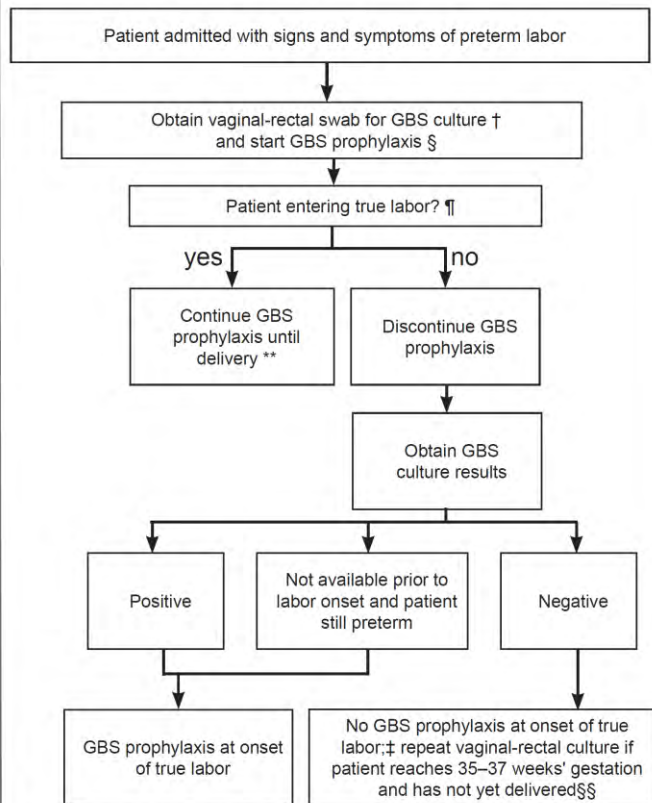 Patient admitted with signs and symptoms of preterm labor
Obtain vaginal-rectal swab for GBS culture †
and start GBS prophylaxis §
Patient entering true labor? ¶
yes
no
Continue GBS
prophylaxis until
delivery **
Discontinue GBS
prophylaxis
Obtain GBS
culture results
Positive
Not available prior to
labor onset and patient
still preterm
Negative
GBS prophylaxis at onset
of true labor
No GBS prophylaxis at onset of true
labor;‡ repeat vaginal-rectal culture if
patient reaches 35–37 weeks' gestation
and has not yet delivered§§